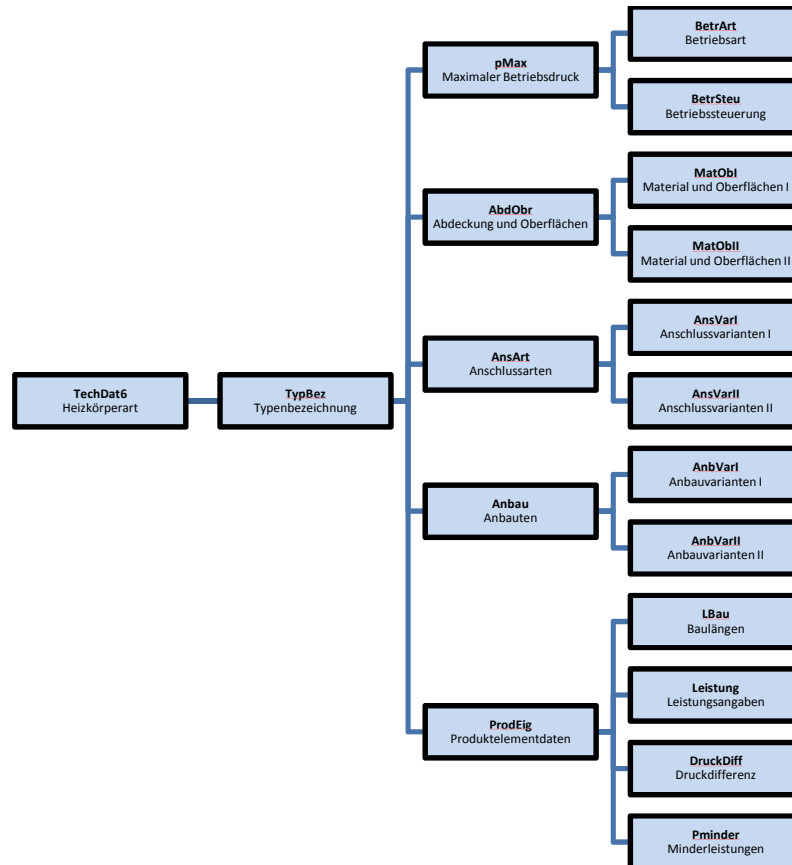 BetrArt
Betriebsart
pMax
Maximaler Betriebsdruck
BetrSteu
Betriebssteuerung
MatObI
Material und Oberflächen I
AbdObr
Abdeckung und Oberflächen
MatObII
Material und Oberflächen II
AnsVarI
Anschlussvarianten I
AnsArt
Anschlussarten
TechDat6
Heizkörperart
TypBez
Typenbezeichnung
AnsVarII
Anschlussvarianten II
AnbVarI
Anbauvarianten I
Anbau
Anbauten
AnbVarII
Anbauvarianten II
LBau
Baulängen
Leistung
Leistungsangaben
ProdEig
Produktelementdaten
DruckDiff
Druckdifferenz
Pminder
Minderleistungen